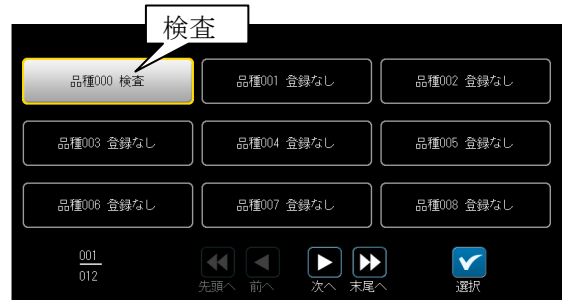 検査
品種000 検査
品種001 登録なし
品種002 登録なし
品種003 登録なし
品種004 登録なし
品種005 登録なし
品種006 登録なし
品種007 登録なし
品種008 登録なし
001
012
先頭へ
前へ
次へ
末尾へ
選択